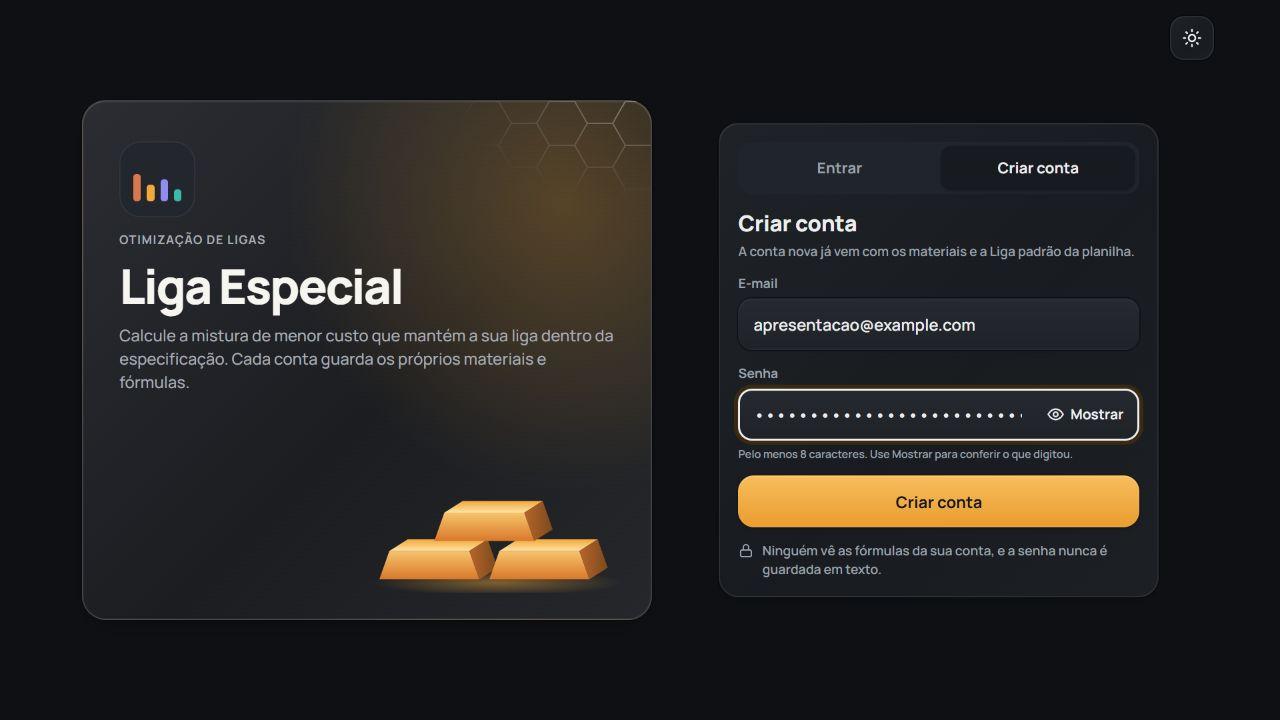 OTIMIZAÇÃO DE LIGAS
Liga Especial
Calcule a mistura de menor custo que mantém a sua liga dentro da
especificação. Cada conta guarda os próprios materiais e
fórmulas.
Entrar
Criar conta
Criar conta
A conta nova já vem com os materiais e a Liga padrão da planilha.
E-mail
apresentacao@example.com
Senha
Mostrar
Pelo menos 8 caracteres. Use Mostrar para conferir o que digitou.
Criar conta
Ninguém vê as fórmulas da sua conta, e a senha nunca é
guardada em texto.